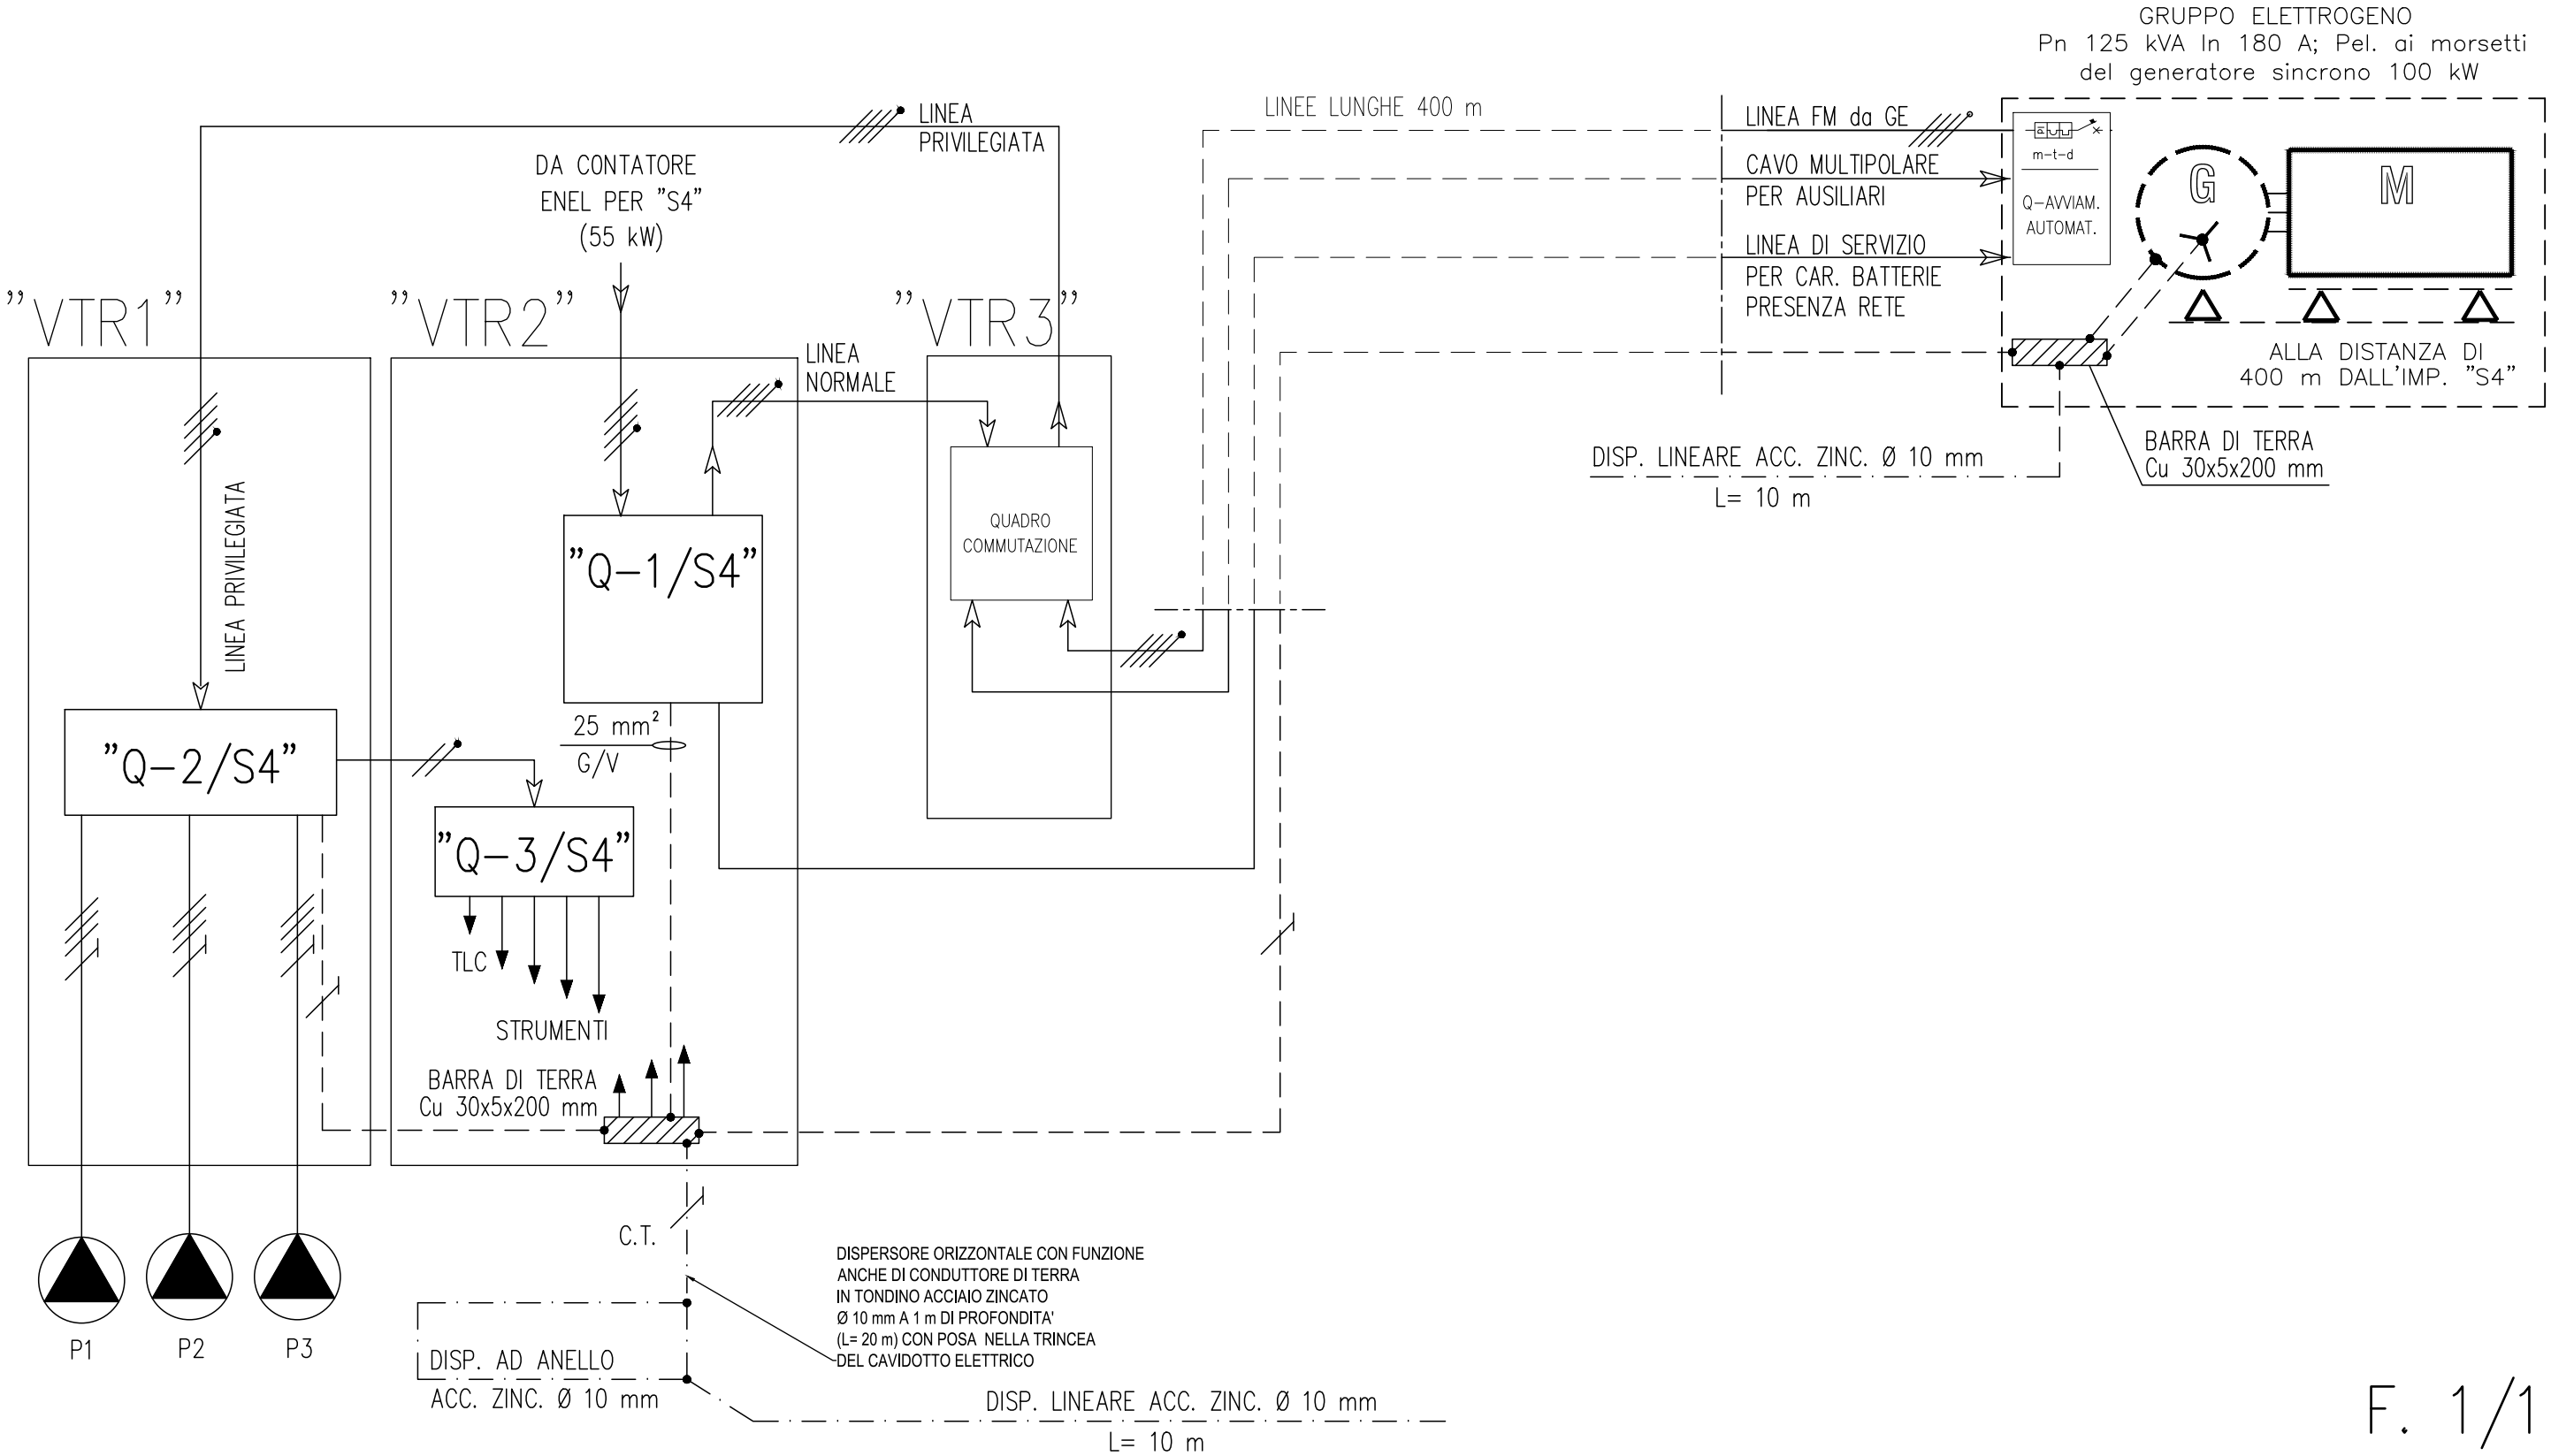 GRUPPO ELETTROGENO
Pn 125 kVA In 180 A; Pel. ai morsetti
del generatore sincrono 100 kW
LINEA
PRIVILEGIATA
LINEE LUNGHE 400 m
LINEA FM da GE
CAVO MULTIPOLARE
PER AUSILIARI
LINEA DI SERVIZIO
PER CAR. BATTERIE
PRESENZA RETE
m-t-d
Q-AVVIAM.
AUTOMAT.
G
M
ALLA DISTANZA DI
400 m DALL'IMP. "S4"
BARRA DI TERRA
Cu 30x5x200 mm
DISP. LINEARE ACC. ZINC. Ø 10 mm
L= 10 m
DA CONTATORE
ENEL PER "S4"
(55 kW)
"VTR1"
"VTR2"
"VTR3"
LINEA
NORMALE
LINEA PRIVILEGIATA
QUADRO
COMMUTAZIONE
"Q-1/S4"
25 mm²
G/V
"Q-2/S4"
"Q-3/S4"
TLC
STRUMENTI
BARRA DI TERRA
Cu 30x5x200 mm
C.T.
DISPERSORE ORIZZONTALE CON FUNZIONE
ANCHE DI CONDUTTORE DI TERRA
IN TONDINO ACCIAIO ZINCATO
Ø 10 mm A 1 m DI PROFONDITA'
(L= 20 m) CON POSA NELLA TRINCEA
DEL CAVIDOTTO ELETTRICO
P1
P2
P3
DISP. AD ANELLO
ACC. ZINC. Ø 10 mm
DISP. LINEARE ACC. ZINC. Ø 10 mm
L= 10 m
F. 1/1